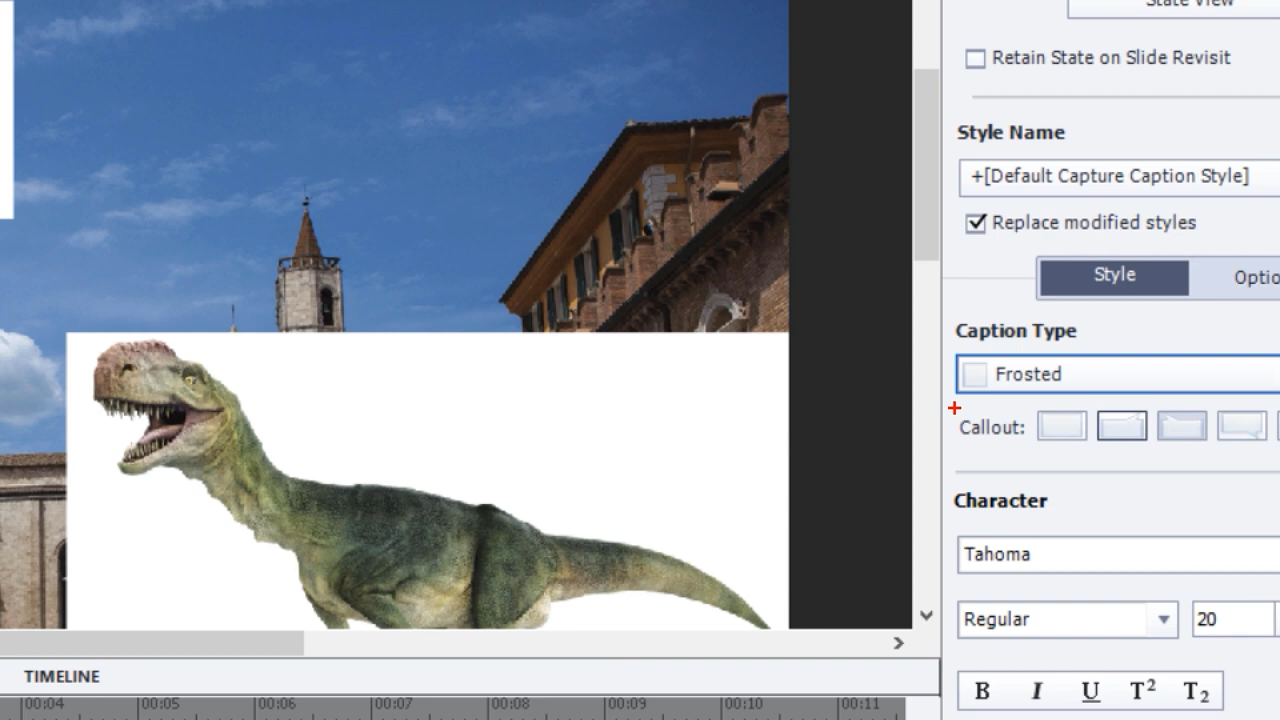 State View
Retain State on Slide Revisit
Style Name
+[Default Capture Caption Style]
Replace modified styles
Style
Optio
Caption Type
Frosted
Callout:
Character
Tahoma
Regular
20
B I U T2 T2
TIMELINE
00:04 00:05 00:06 00:07 00:08 00:09 00:10 00:11